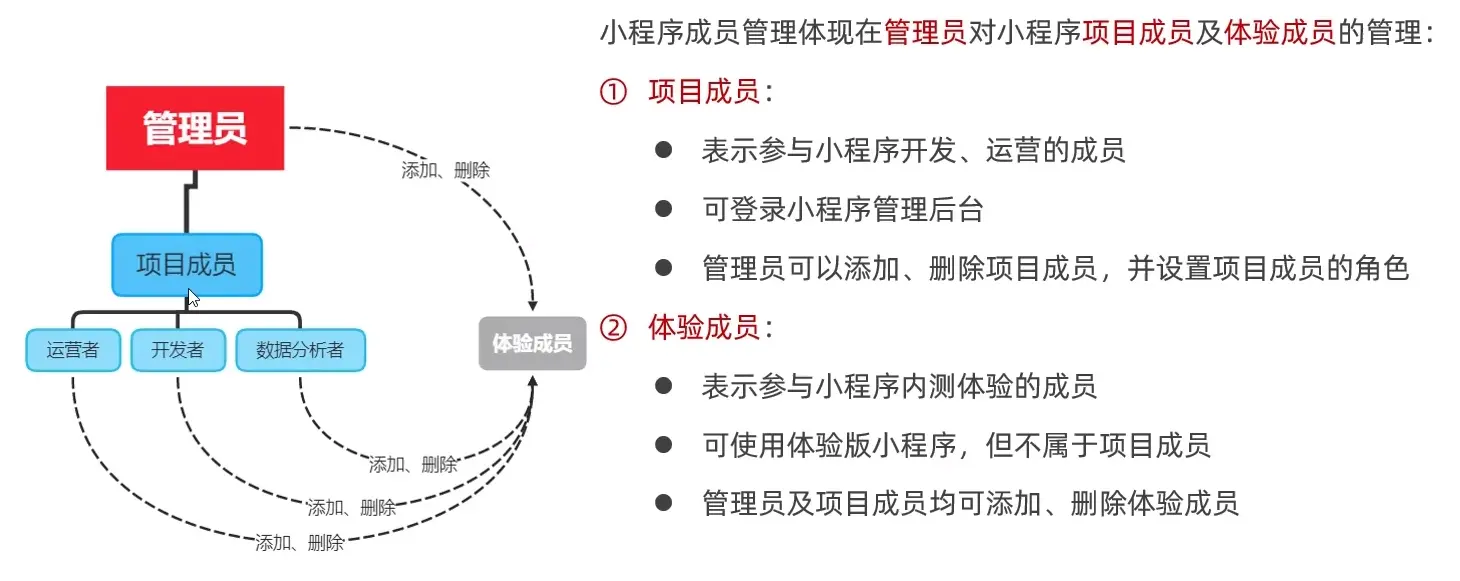 小程序成员管理体现在管理员对小程序项目成员及体验成员的管理：
① 项目成员：
● 表示参与小程序开发、运营的成员
● 可登录小程序管理后台
● 管理员可以添加、删除项目成员，并设置项目成员的角色
② 体验成员：
● 表示参与小程序内测体验的成员
● 可使用体验版小程序，但不属于项目成员
● 管理员及项目成员均可添加、删除体验成员
管理员
添加、删除
项目成员
运营者
开发者
数据分析者
体验成员
添加、删除
添加、删除
添加、删除